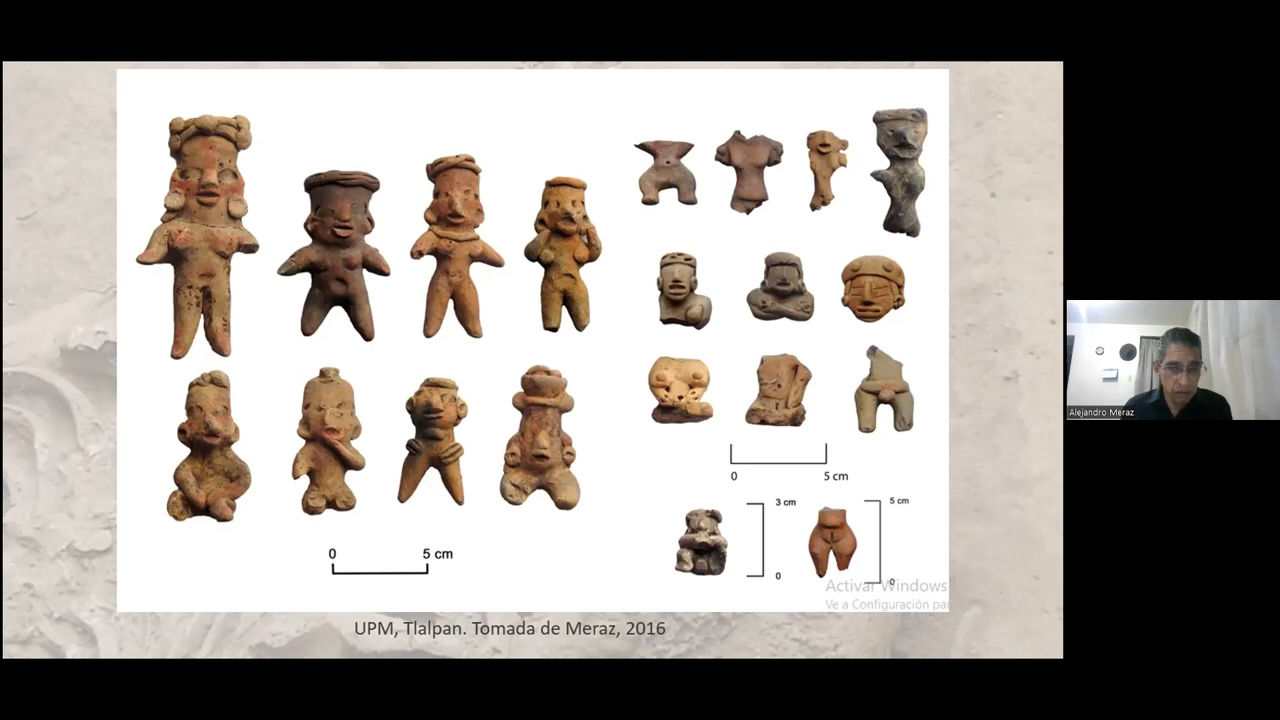 0
5 cm
0
5 cm
3 cm
0
5 cm
0
Activar Windows
Ve a Configuración pa
UPM, Tlalpan. Tomada de Meraz, 2016
Alejandro Meraz